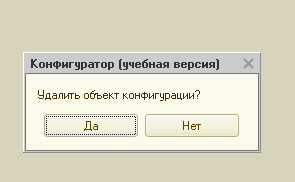 Конфигуратор (учебная версия)
Удалить объект конфигурации?
Да Нет